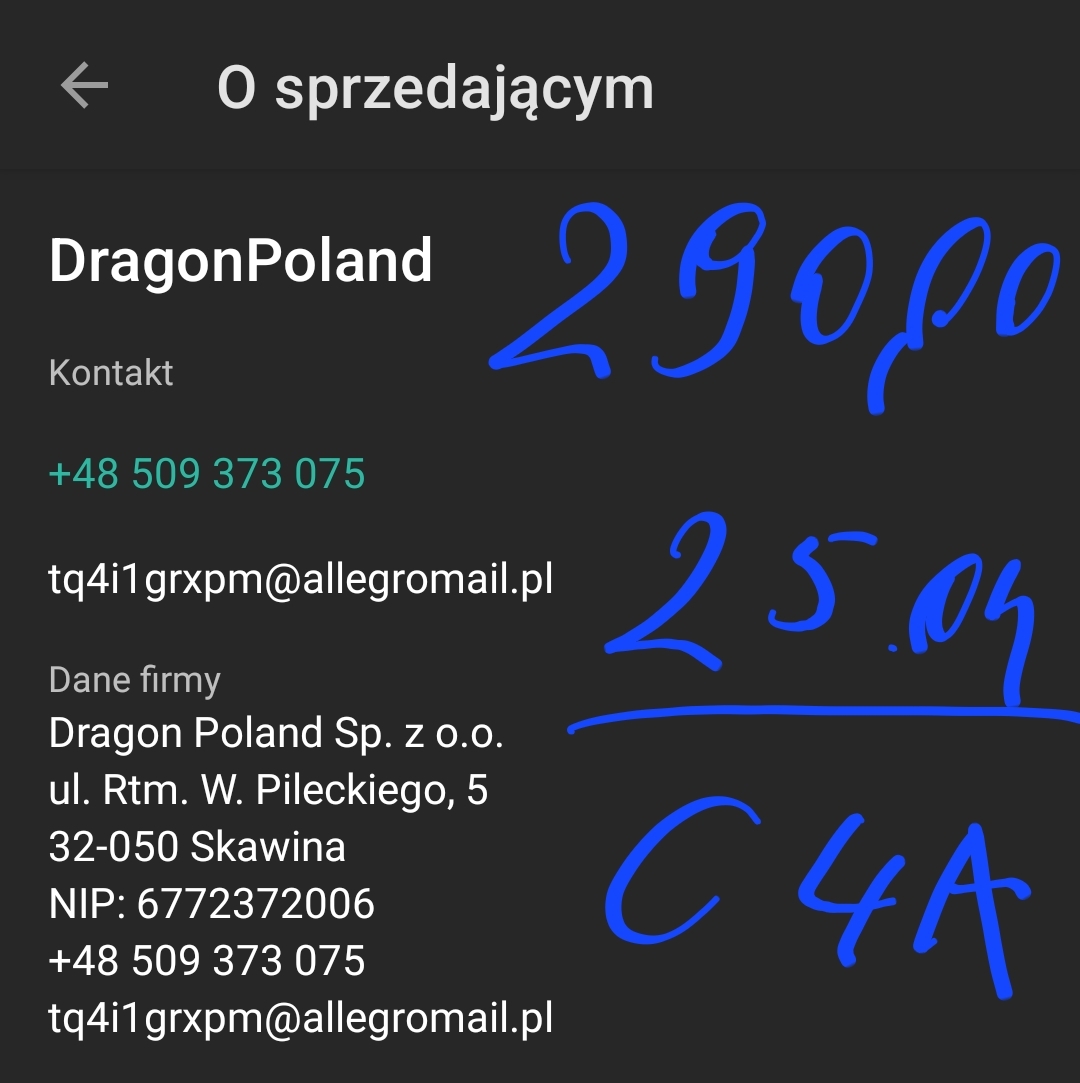 O sprzedającym
DragonPoland
290,00
Kontakt
+48 509 373 075
tq4i1grxpm@allegromail.pl
25.04
Dane firmy
Dragon Poland Sp. z o.o.
ul. Rtm. W. Pileckiego, 5
32-050 Skawina
C4A
NIP: 6772372006
+48 509 373 075
tq4i1grxpm@allegromail.pl